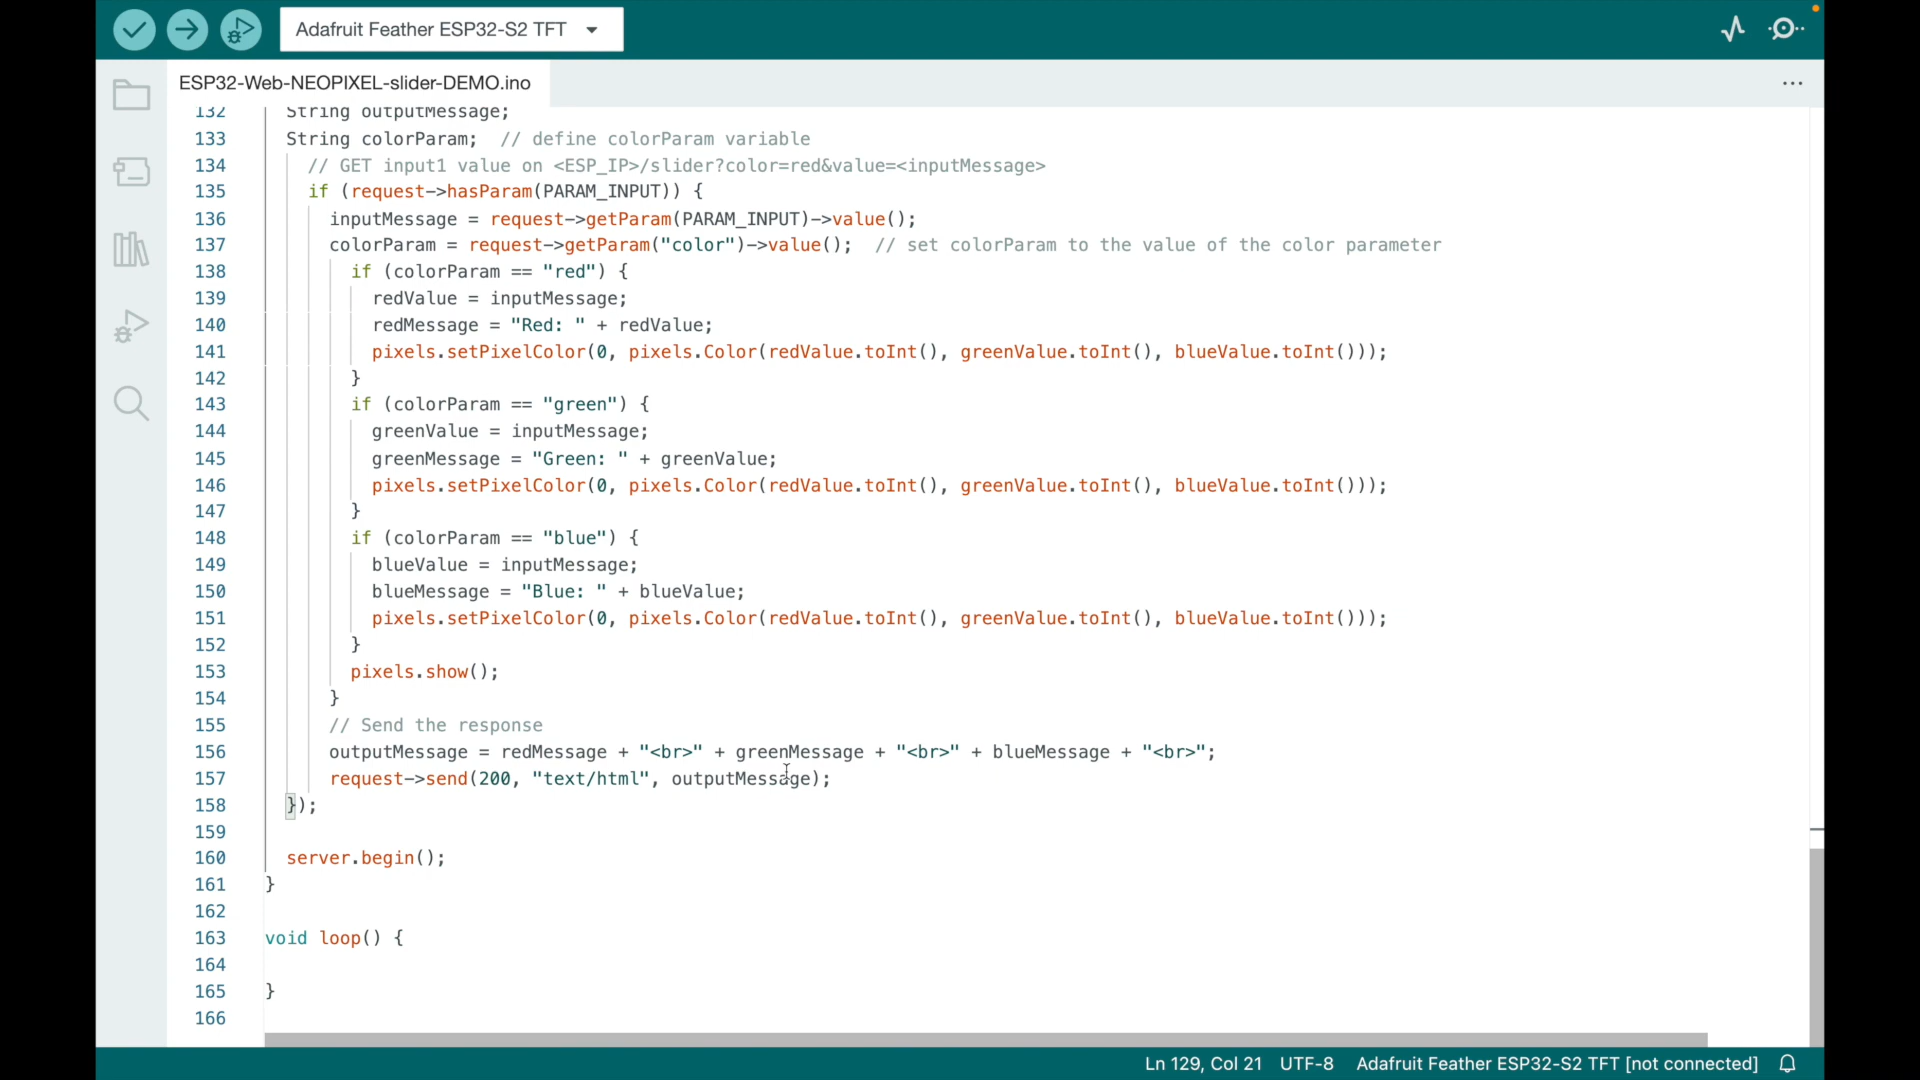 Adafruit Feather ESP32-S2 TFT
ESP32-Web-NEOPIXEL-slider-DEMO.ino
132 String outputMessage;
133 String colorParam;  // define colorParam variable
134 // GET input1 value on <ESP_IP>/slider?color=red&value=<inputMessage>
135 if (request->hasParam(PARAM_INPUT)) {
136 inputMessage = request->getParam(PARAM_INPUT)->value();
137 colorParam = request->getParam("color")->value();  // set colorParam to the value of the color parameter
138 if (colorParam == "red") {
139 redValue = inputMessage;
140 redMessage = "Red: " + redValue;
141 pixels.setPixelColor(0, pixels.Color(redValue.toInt(), greenValue.toInt(), blueValue.toInt()));
142 }
143 if (colorParam == "green") {
144 greenValue = inputMessage;
145 greenMessage = "Green: " + greenValue;
146 pixels.setPixelColor(0, pixels.Color(redValue.toInt(), greenValue.toInt(), blueValue.toInt()));
147 }
148 if (colorParam == "blue") {
149 blueValue = inputMessage;
150 blueMessage = "Blue: " + blueValue;
151 pixels.setPixelColor(0, pixels.Color(redValue.toInt(), greenValue.toInt(), blueValue.toInt()));
152 }
153 pixels.show();
154 }
155 // Send the response
156 outputMessage = redMessage + "<br>" + greenMessage + "<br>" + blueMessage + "<br>";
157 request->send(200, "text/html", outputMessage);
158 });
159
160 server.begin();
161 }
162
163 void loop() {
164
165 }
166
Ln 129, Col 21 UTF-8 Adafruit Feather ESP32-S2 TFT [not connected]